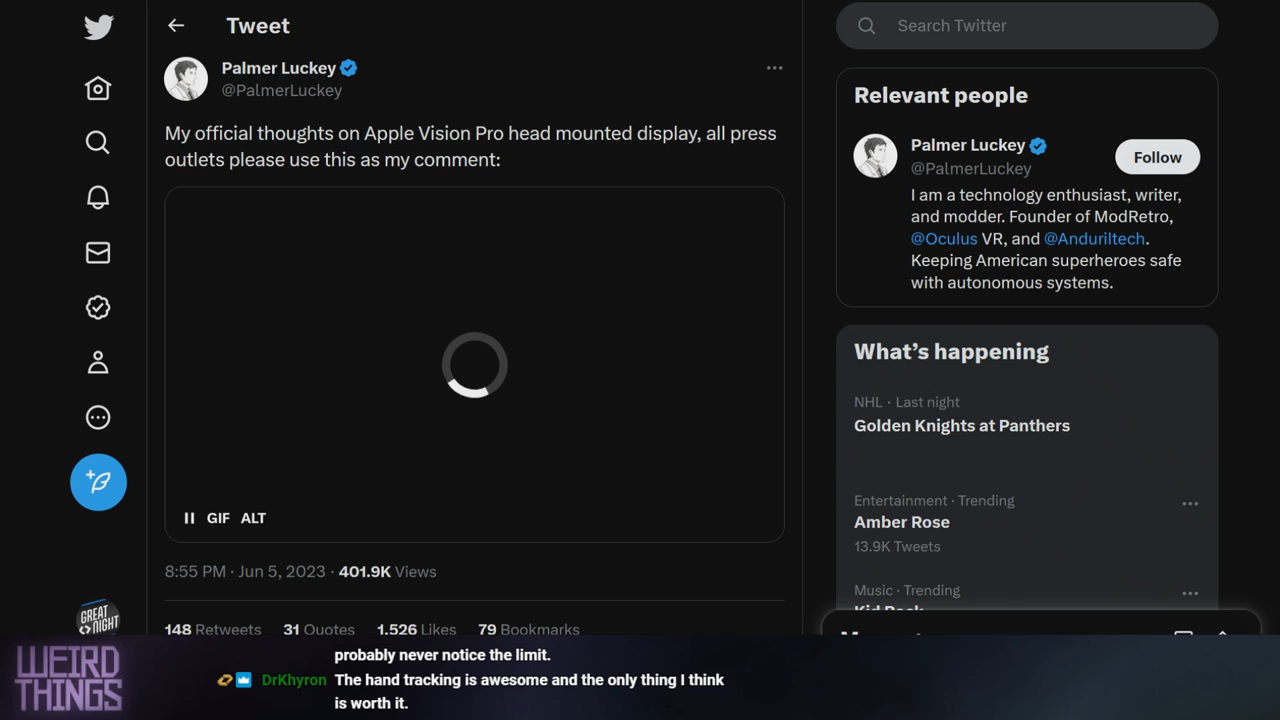 Tweet
Search Twitter
Palmer Luckey
@PalmerLuckey
My official thoughts on Apple Vision Pro head mounted display, all press
outlets please use this as my comment:
GIF ALT
8:55 PM · Jun 5, 2023 · 401.9K Views
148 Retweets 31 Quotes 1,526 Likes 79 Bookmarks
Relevant people
Palmer Luckey
@PalmerLuckey
Follow
I am a technology enthusiast, writer,
and modder. Founder of ModRetro,
@Oculus VR, and @Anduriltech.
Keeping American superheroes safe
with autonomous systems.
What's happening
NHL · Last night
Golden Knights at Panthers
Entertainment · Trending
Amber Rose
13.9K Tweets
Music · Trending
Kid Rock
GREAT
NIGHT
WEIRD
THINGS
probably never notice the limit.
DrKhyron The hand tracking is awesome and the only thing I think
is worth it.